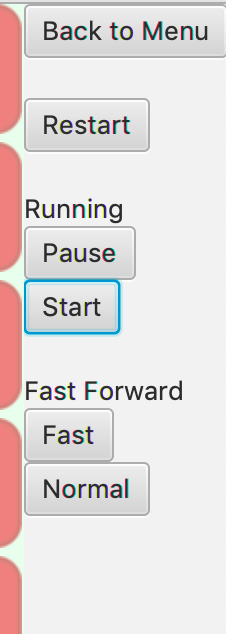 Back to Menu
Restart
Running
Pause
Start
Fast Forward
Fast
Normal